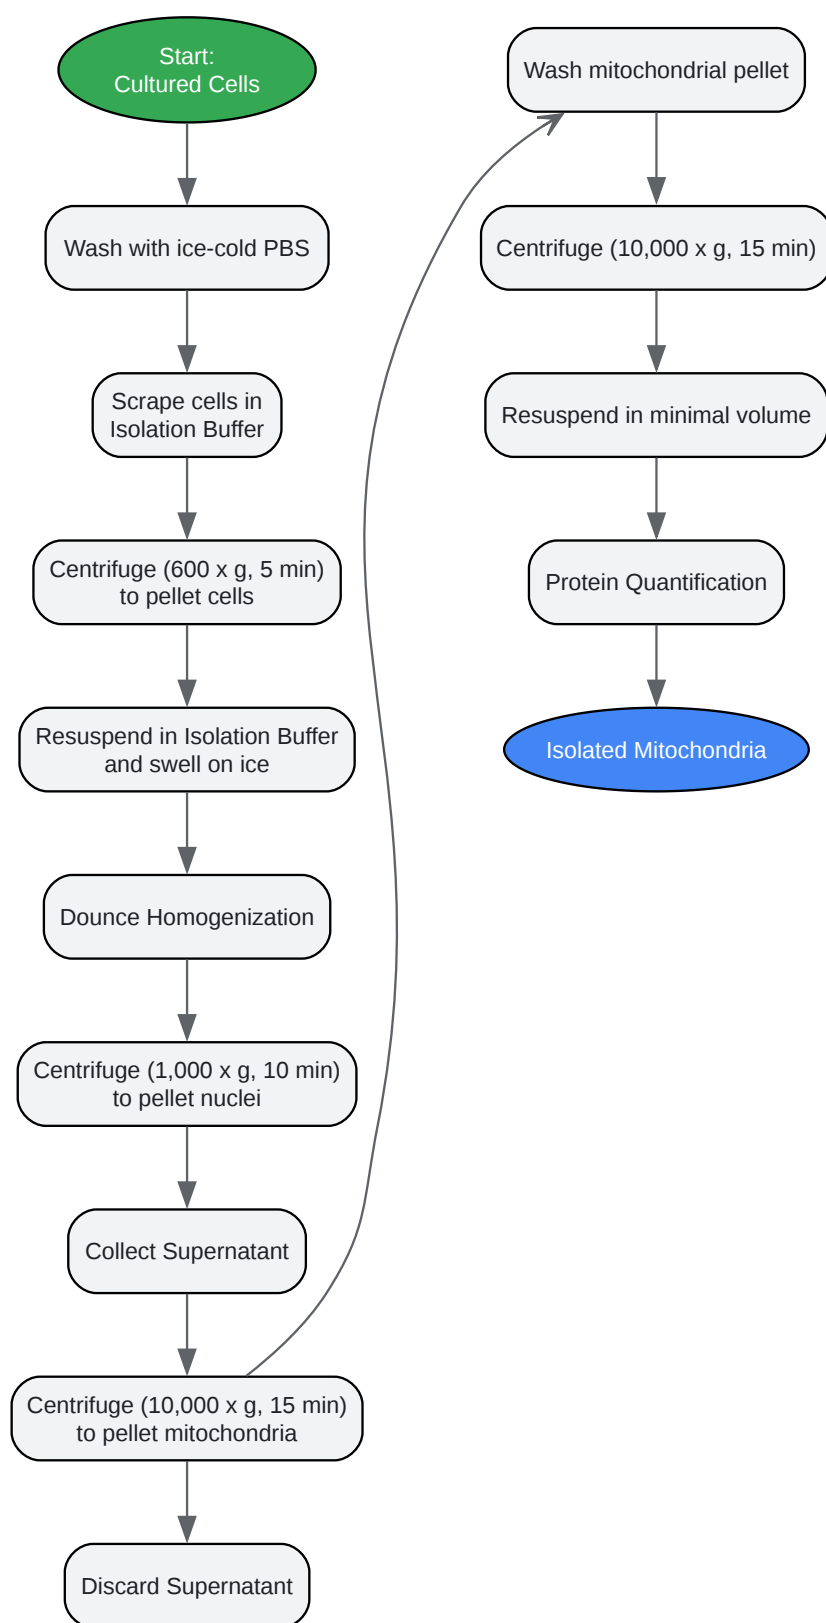 Start:
Cultured Cells
Wash with ice-cold PBS
Scrape cells in
Isolation Buffer
Centrifuge (600 x g, 5 min)
to pellet cells
Resuspend in Isolation Buffer
and swell on ice
Dounce Homogenization
Centrifuge (1,000 x g, 10 min)
to pellet nuclei
Collect Supernatant
Centrifuge (10,000 x g, 15 min)
to pellet mitochondria
Discard Supernatant
Wash mitochondrial pellet
Centrifuge (10,000 x g, 15 min)
Resuspend in minimal volume
Protein Quantification
Isolated Mitochondria